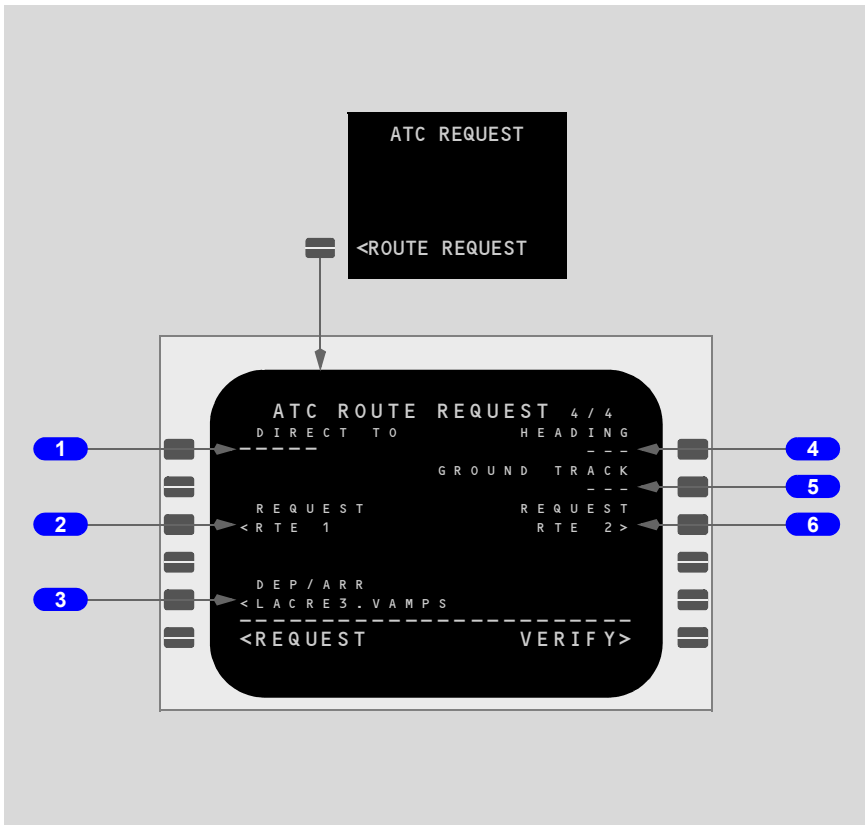 ATC REQUEST
<ROUTE REQUEST
ATC ROUTE REQUEST 4/4
DIRECT TO HEADING
1 ----- --- 4
GROUND TRACK
--- 5
REQUEST REQUEST
2 <RTE 1 RTE 2> 6
DEP/ARR
3 <LACRE3.VAMPS
------------------------
<REQUEST VERIFY>